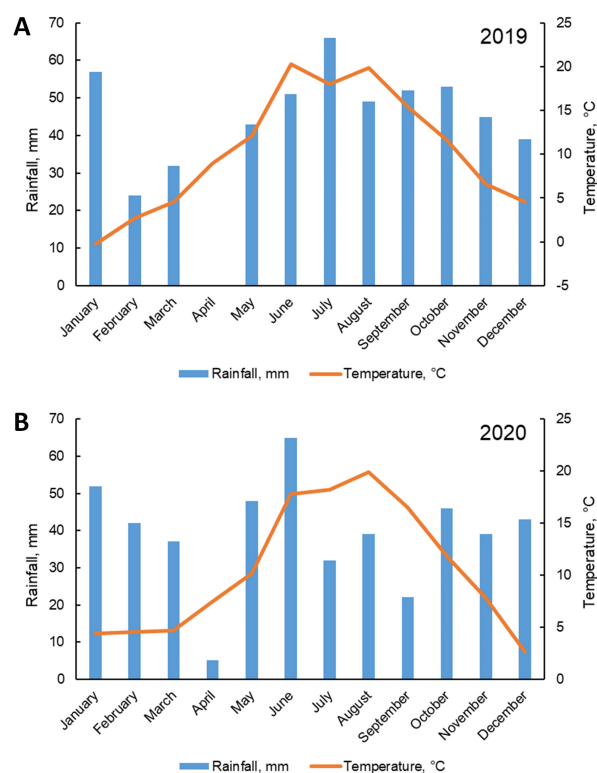 A
2019
Rainfall, mm
70
60
50
40
30
20
10
0
Temperature, °C
25
20
15
10
5
0
-5
January
February
March
April
May
June
July
August
September
October
November
December
Rainfall, mm
Temperature, °C
B
2020
Rainfall, mm
70
60
50
40
30
20
10
0
Temperature, °C
25
20
15
10
5
0
January
February
March
April
May
June
July
August
September
October
November
December
Rainfall, mm
Temperature, °C